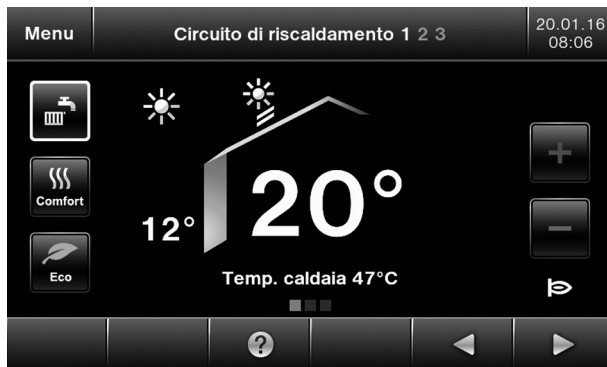 Menu
Circuito di riscaldamento 1 2 3
20.01.16
08:06
Comfort
Eco
12°
20°
Temp. caldaia 47°C
+
−
?